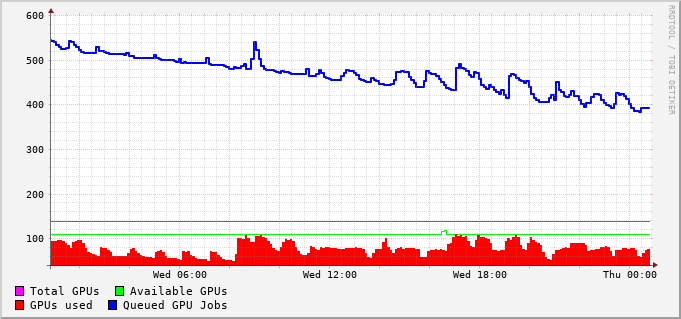 600
500
400
300
200
100
Wed 06:00 Wed 12:00 Wed 18:00 Thu 00:00
Total GPUs Available GPUs
GPUs used Queued GPU Jobs
RRDTOOL / TOBI OETIKER